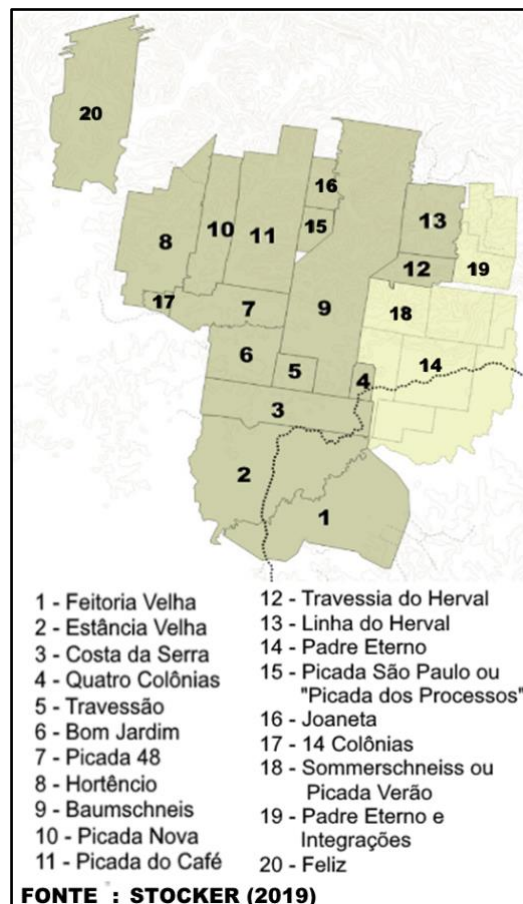 20
16
13
8
10
11
15
12
19
17
7
9
18
6
5
4
14
3
2
1
1 - Feitoria Velha
2 - Estância Velha
3 - Costa da Serra
4 - Quatro Colônias
5 - Travessão
6 - Bom Jardim
7 - Picada 48
8 - Hortêncio
9 - Baumschneis
10 - Picada Nova
11 - Picada do Café
12 - Travessia do Herval
13 - Linha do Herval
14 - Padre Eterno
15 - Picada São Paulo ou
"Picada dos Processos"
16 - Joaneta
17 - 14 Colônias
18 - Sommerschneiss ou
Picada Verão
19 - Padre Eterno e
Integrações
20 - Feliz
FONTE : STOCKER (2019)